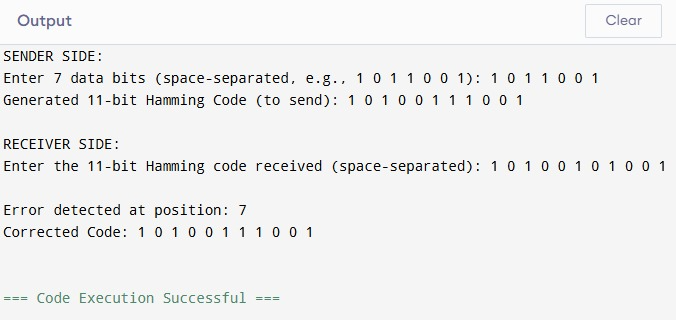 Output
Clear
SENDER SIDE:
Enter 7 data bits (space-separated, e.g., 1 0 1 1 0 0 1): 1 0 1 1 0 0 1
Generated 11-bit Hamming Code (to send): 1 0 1 0 0 1 1 1 0 0 1
RECEIVER SIDE:
Enter the 11-bit Hamming code received (space-separated): 1 0 1 0 0 1 0 1 0 0 1
Error detected at position: 7
Corrected Code: 1 0 1 0 0 1 1 1 0 0 1
=== Code Execution Successful ===